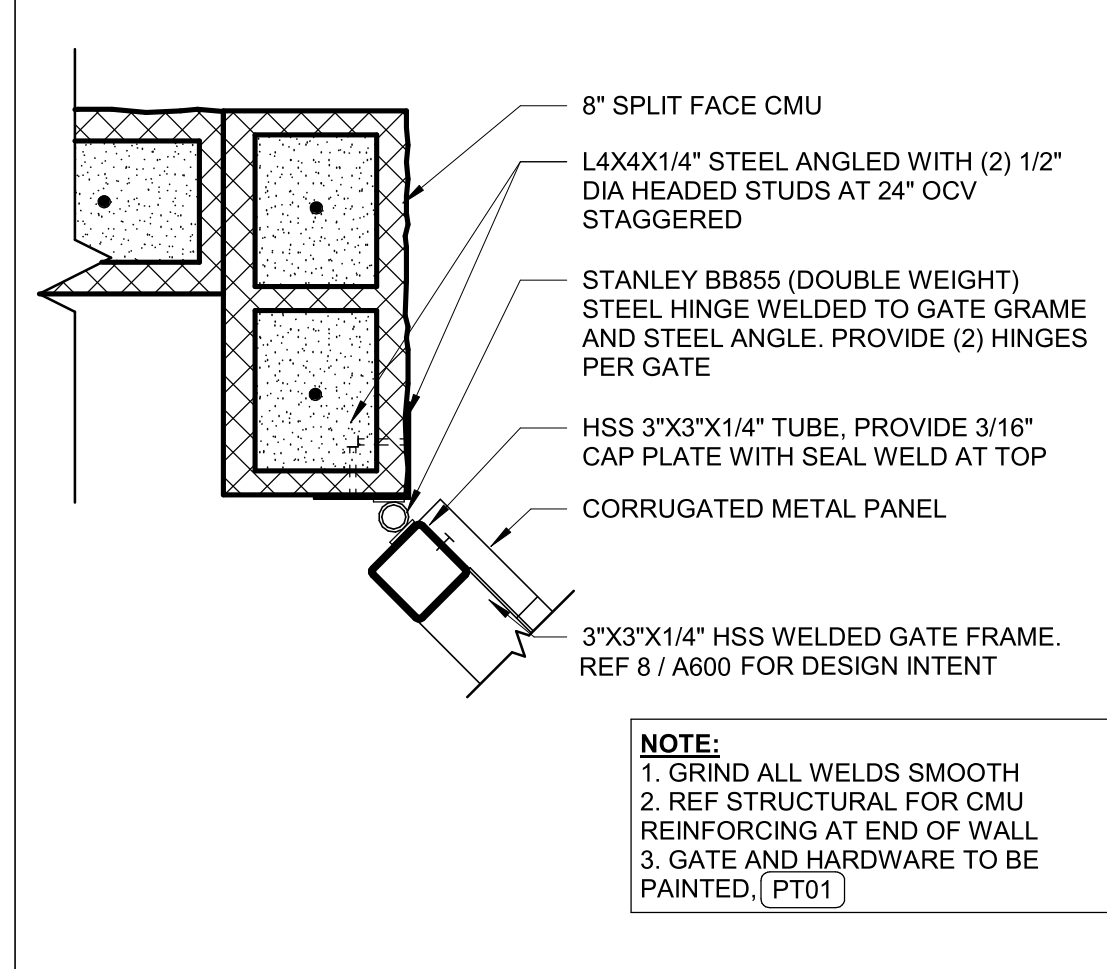 8" SPLIT FACE CMU
L4X4X1/4" STEEL ANGLED WITH (2) 1/2"
DIA HEADED STUDS AT 24" OCV
STAGGERED
STANLEY BB855 (DOUBLE WEIGHT)
STEEL HINGE WELDED TO GATE GRAME
AND STEEL ANGLE. PROVIDE (2) HINGES
PER GATE
HSS 3"X3"X1/4" TUBE, PROVIDE 3/16"
CAP PLATE WITH SEAL WELD AT TOP
CORRUGATED METAL PANEL
3"X3"X1/4" HSS WELDED GATE FRAME.
REF 8 / A600 FOR DESIGN INTENT
NOTE:
1. GRIND ALL WELDS SMOOTH
2. REF STRUCTURAL FOR CMU
REINFORCING AT END OF WALL
3. GATE AND HARDWARE TO BE
PAINTED, PT01